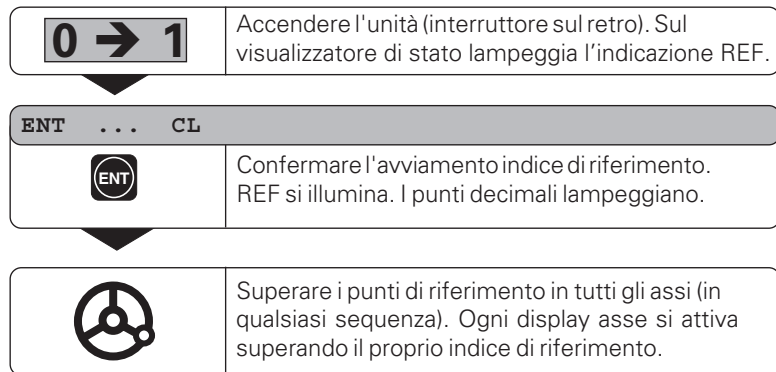 0 ➔ 1
Accendere l'unità (interruttore sul retro). Sul
visualizzatore di stato lampeggia l'indicazione REF.
ENT ... CL
ENT
Confermare l'avviamento indice di riferimento.
REF si illumina. I punti decimali lampeggiano.
Superare i punti di riferimento in tutti gli assi (in
qualsiasi sequenza). Ogni display asse si attiva
superando il proprio indice di riferimento.